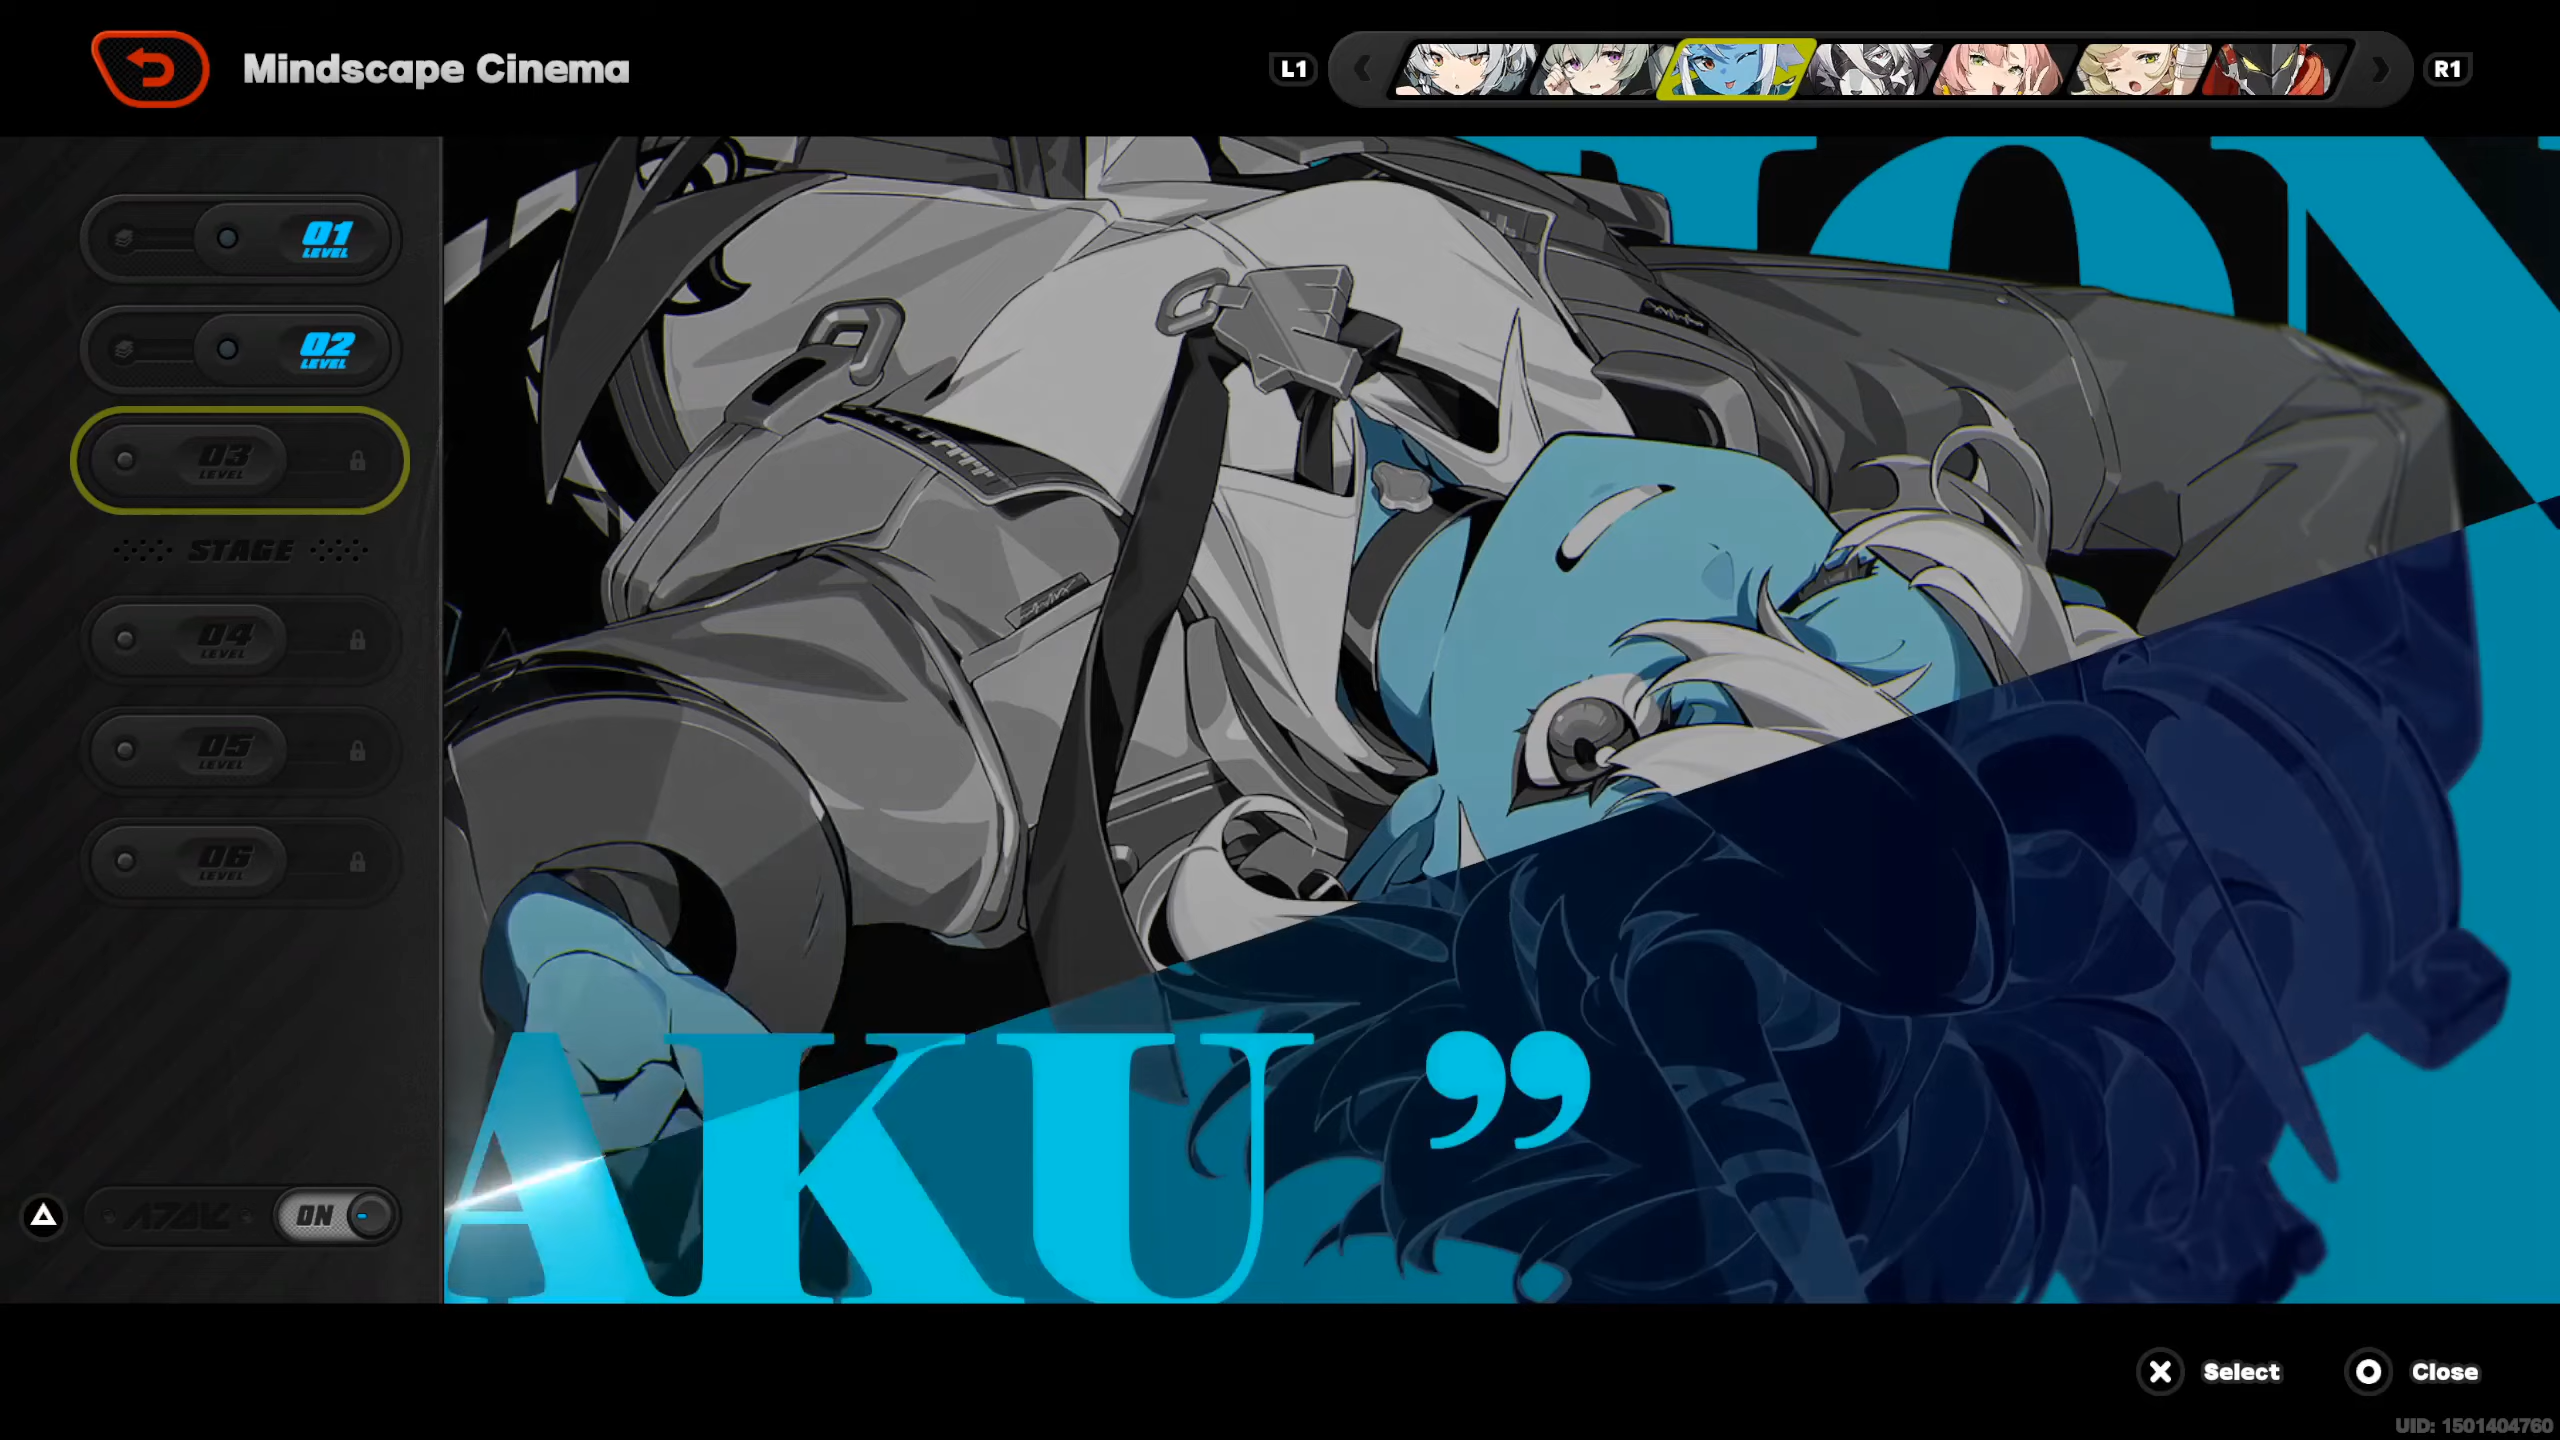 Mindscape Cinema
L1
R1
01
LEVEL
02
LEVEL
03
LEVEL
STAGE
04
LEVEL
05
LEVEL
06
LEVEL
ON
ION
AKU ”
Select
Close
UID: 1501404760